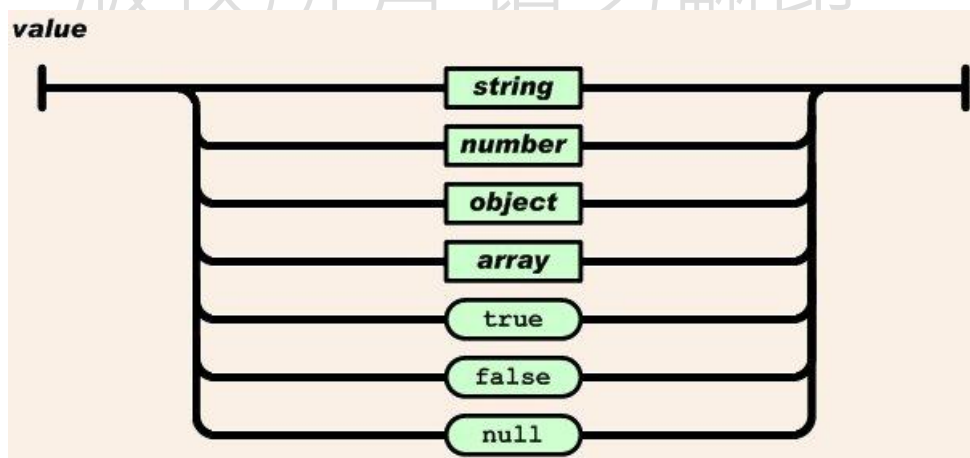 value
string
number
object
array
true
false
null